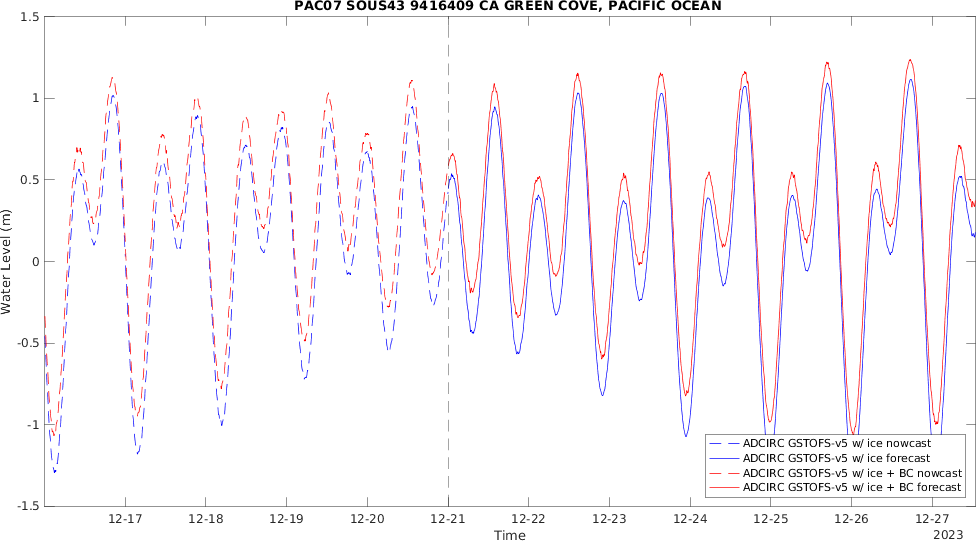 PAC07 SOUS43 9416409 CA GREEN COVE, PACIFIC OCEAN
1.5
1
0.5
0
-0.5
-1
-1.5
Water Level (m)
12-17 12-18 12-19 12-20 12-21 12-22 12-23 12-24 12-25 12-26 12-27
Time
2023
ADCIRC GSTOFS-v5 w/ ice nowcast
ADCIRC GSTOFS-v5 w/ ice forecast
ADCIRC GSTOFS-v5 w/ ice + BC nowcast
ADCIRC GSTOFS-v5 w/ ice + BC forecast